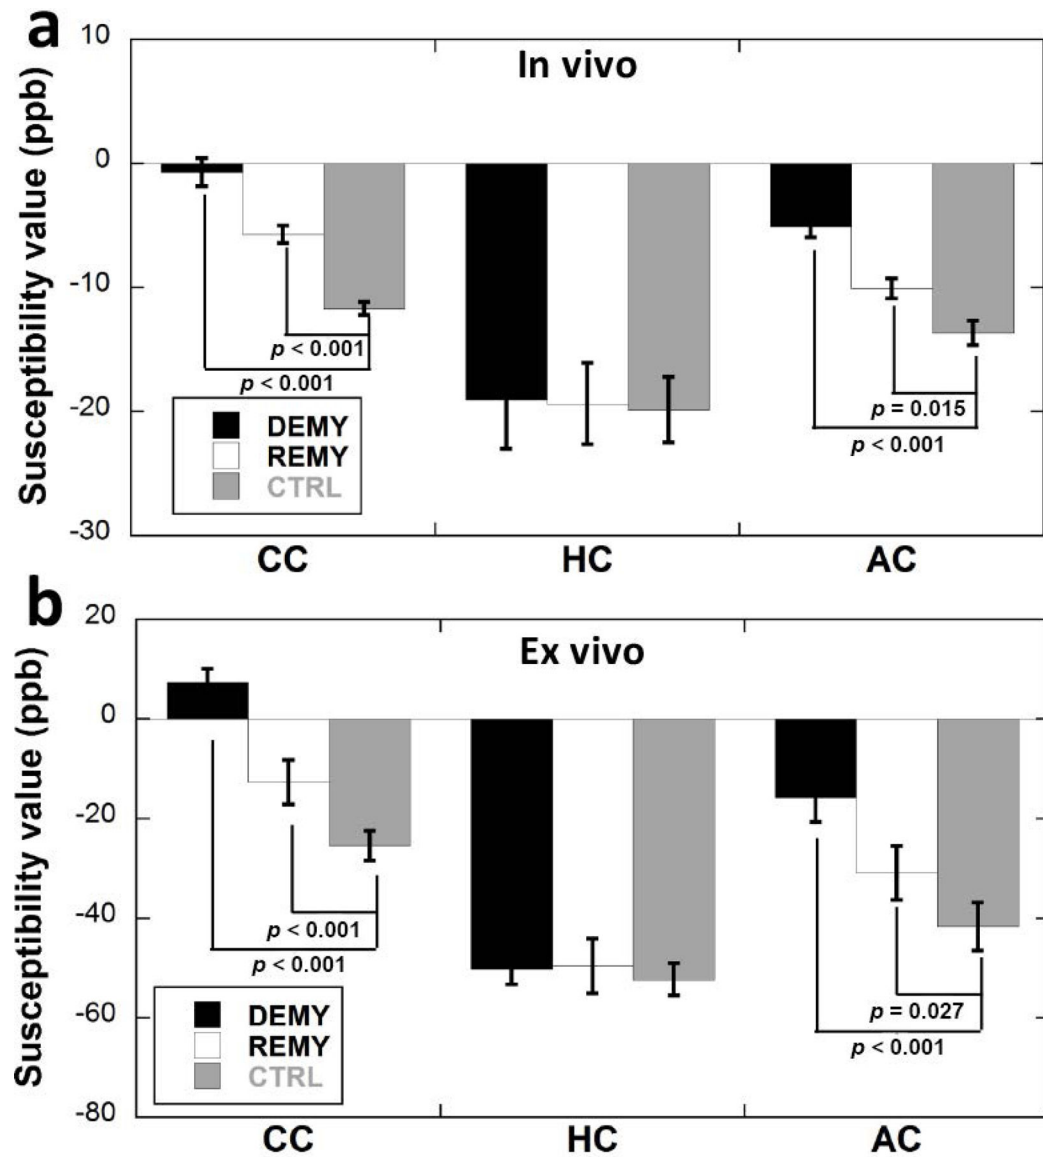 a
In vivo
Susceptibility value (ppb)
10
0
-10
-20
-30
p < 0.001
p < 0.001
p = 0.015
p < 0.001
DEMY
REMY
CTRL
CC HC AC
b
Ex vivo
Susceptibility value (ppb)
20
0
-20
-40
-60
-80
p < 0.001
p < 0.001
p = 0.027
p < 0.001
DEMY
REMY
CTRL
CC HC AC